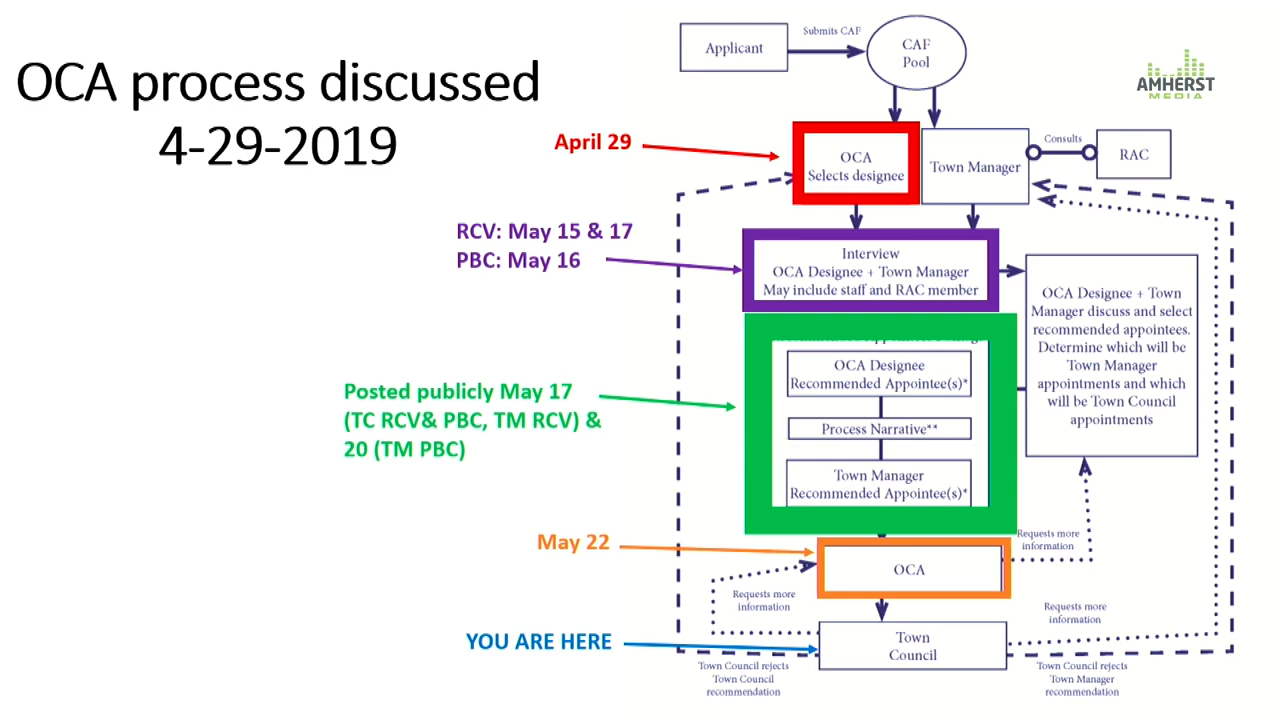 OCA process discussed
4-29-2019
Applicant
Submits CAF
CAF
Pool
AMHERST
MEDIA
April 29
OCA
Selects designee
Town Manager
Consults
RAC
RCV: May 15 & 17
PBC: May 16
Interview
OCA Designee + Town Manager
May include staff and RAC member
OCA Designee + Town
Manager discuss and select
recommended appointees.
Determine which will be
Town Manager
appointments and which
will be Town Council
appointments
Posted publicly May 17
(TC RCV& PBC, TM RCV) &
20 (TM PBC)
OCA Designee
Recommended Appointee(s)*
Process Narrative**
Town Manager
Recommended Appointee(s)*
May 22
OCA
Requests more
information
Requests more
information
Requests more
information
YOU ARE HERE
Town
Council
Town Council rejects
Town Council
recommendation
Town Council rejects
Town Manager
recommendation